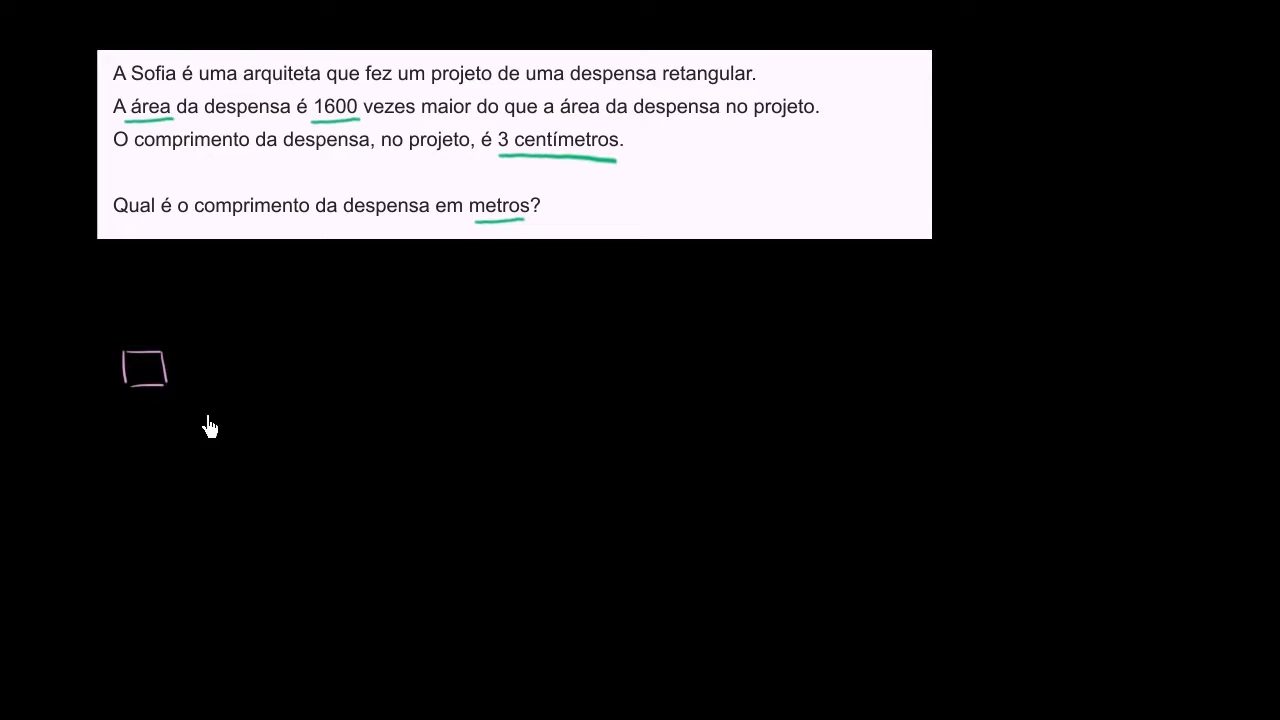 A Sofia é uma arquiteta que fez um projeto de uma despensa retangular.
A área da despensa é 1600 vezes maior do que a área da despensa no projeto.
O comprimento da despensa, no projeto, é 3 centímetros.
Qual é o comprimento da despensa em metros?